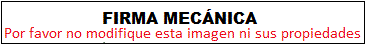 FIRMA MECÁNICA
Por favor no modifique esta imagen ni sus propiedades